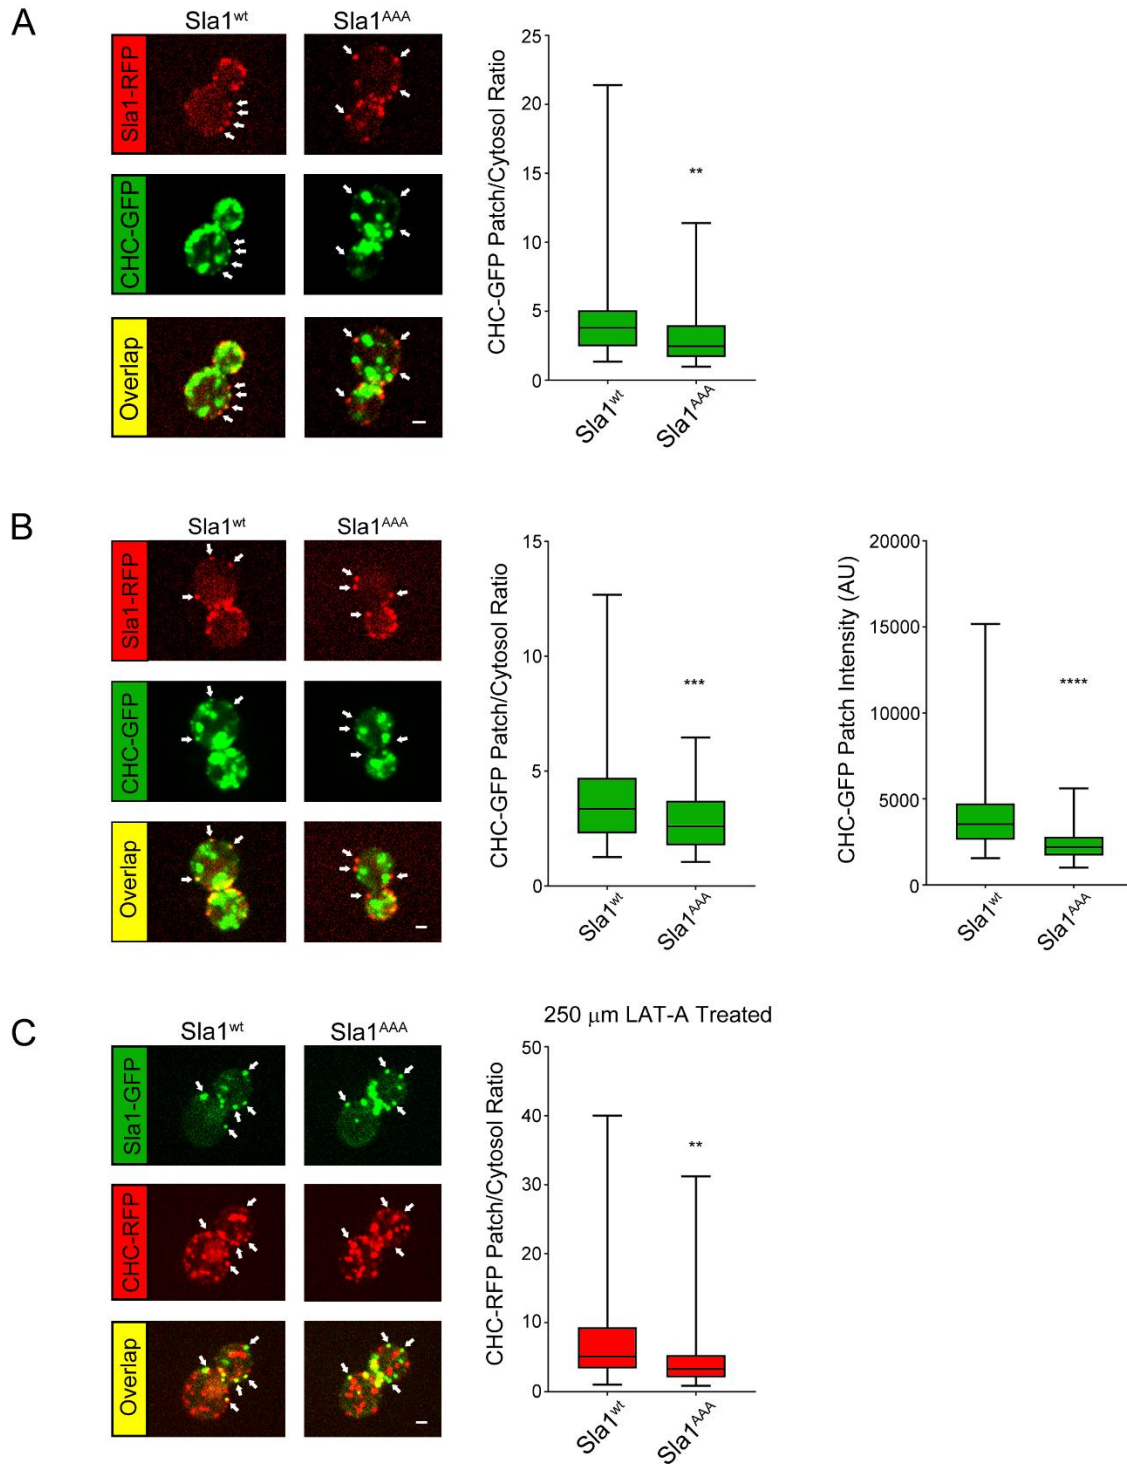 A
Sla1wt
Sla1AAA
Sla1-RFP
CHC-GFP
Overlap
CHC-GFP Patch/Cytosol Ratio
25
20
15
10
5
0
**
Sla1wt
Sla1AAA
B
Sla1wt
Sla1AAA
Sla1-RFP
CHC-GFP
Overlap
CHC-GFP Patch/Cytosol Ratio
15
10
5
0
***
Sla1wt
Sla1AAA
CHC-GFP Patch Intensity (AU)
20000
15000
10000
5000
0
****
Sla1wt
Sla1AAA
C
Sla1wt
Sla1AAA
Sla1-GFP
CHC-RFP
Overlap
250 μm LAT-A Treated
CHC-RFP Patch/Cytosol Ratio
50
40
30
20
10
0
**
Sla1wt
Sla1AAA